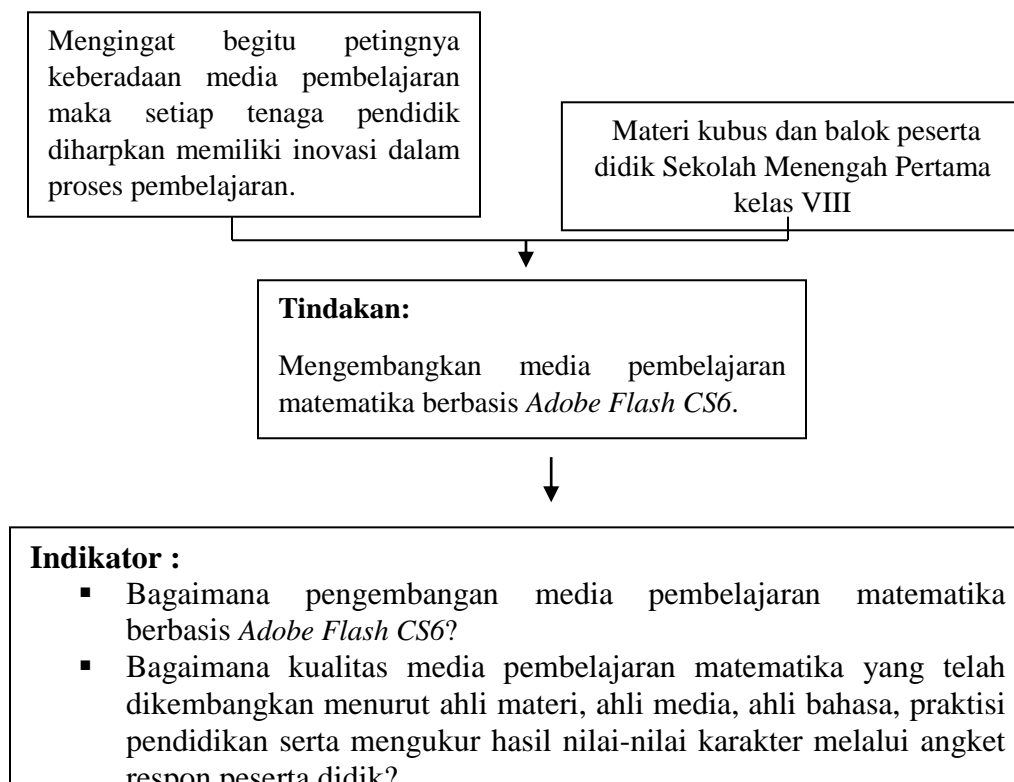 Mengingat begitu petingnya
keberadaan media pembelajaran
maka setiap tenaga pendidik
diharpkan memiliki inovasi dalam
proses pembelajaran.
Materi kubus dan balok peserta
didik Sekolah Menengah Pertama
kelas VIII
Tindakan:
Mengembangkan media pembelajaran
matematika berbasis Adobe Flash CS6.
Indikator :
▪ Bagaimana pengembangan media pembelajaran matematika
berbasis Adobe Flash CS6?
▪ Bagaimana kualitas media pembelajaran matematika yang telah
dikembangkan menurut ahli materi, ahli media, ahli bahasa, praktisi
pendidikan serta mengukur hasil nilai-nilai karakter melalui angket
respon peserta didik?